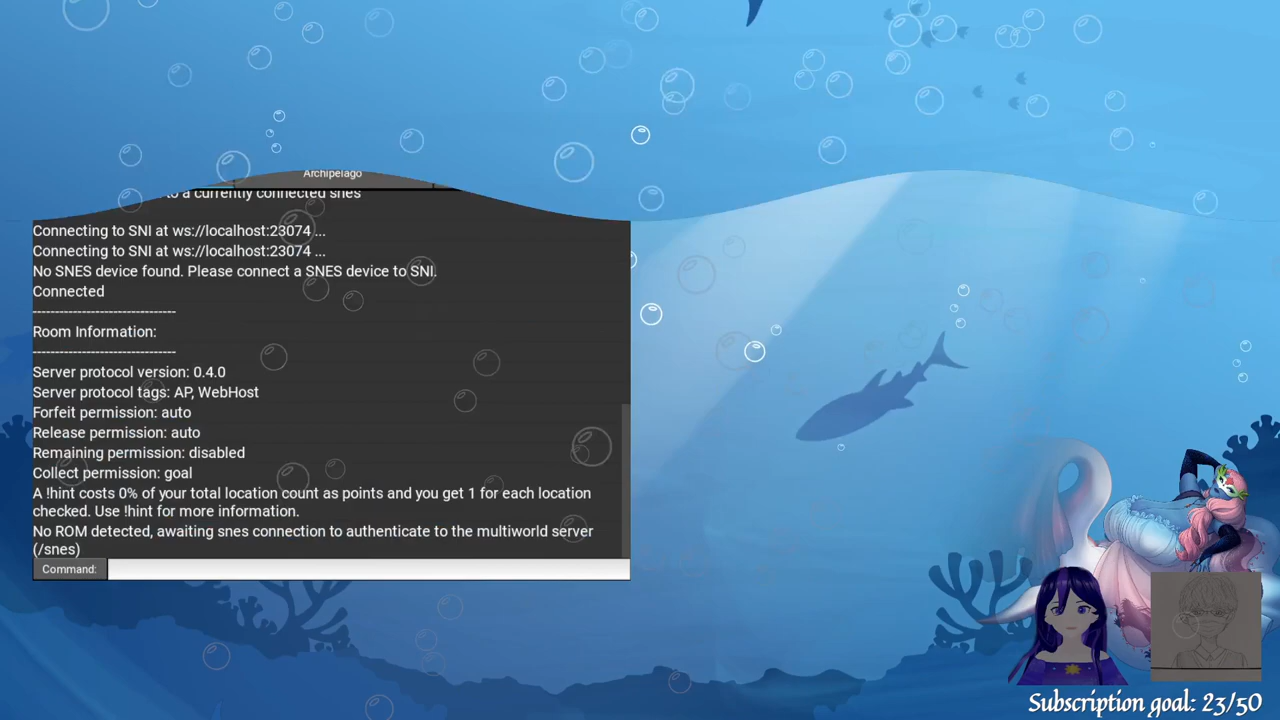 Archipelago
to a currently connected snes
Connecting to SNI at ws://localhost:23074 ...
Connecting to SNI at ws://localhost:23074 ...
No SNES device found. Please connect a SNES device to SNI.
Connected
--------------------------------
Room Information:
--------------------------------
Server protocol version: 0.4.0
Server protocol tags: AP, WebHost
Forfeit permission: auto
Release permission: auto
Remaining permission: disabled
Collect permission: goal
A !hint costs 0% of your total location count as points and you get 1 for each location
checked. Use !hint for more information.
No ROM detected, awaiting snes connection to authenticate to the multiworld server
(/snes)
Command:
Subscription goal: 23/50